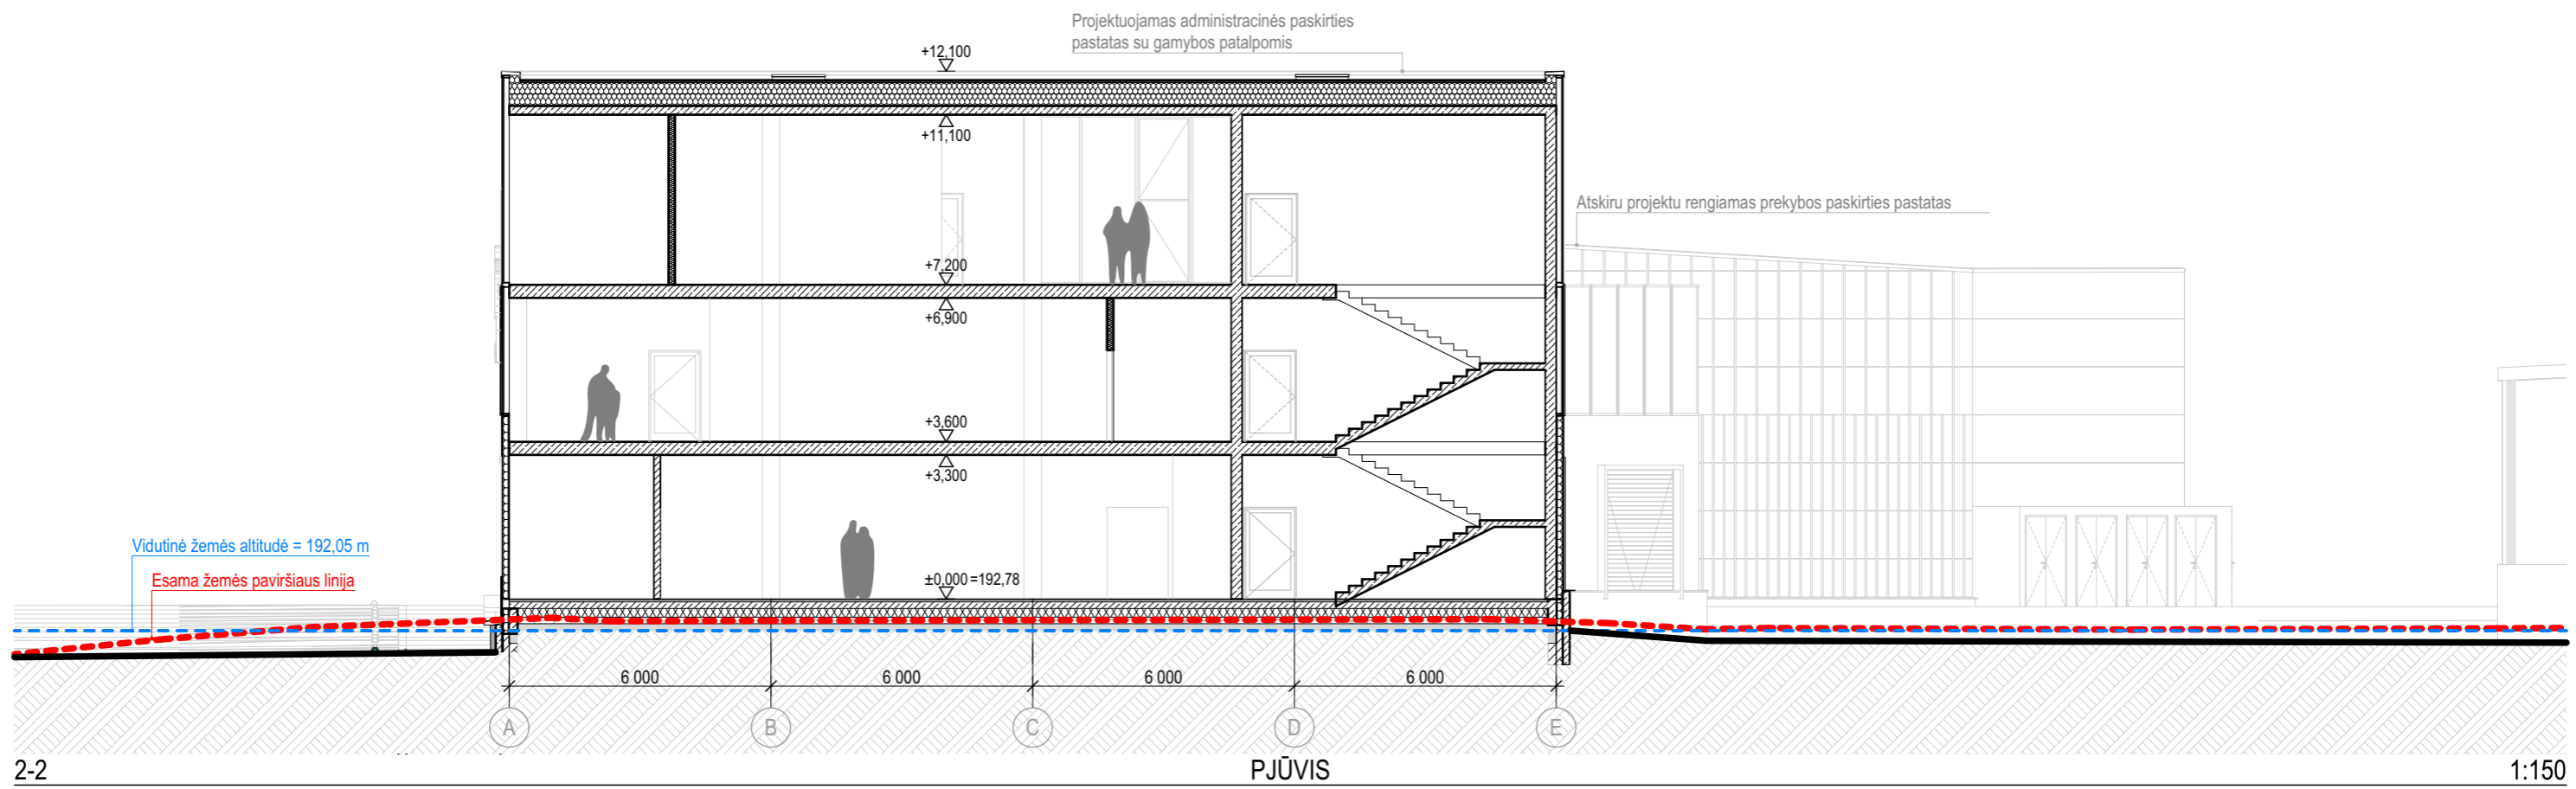 Projektuojamas administracinės paskirties
pastatas su gamybos patalpomis
+12,100
+11,100
Atskiru projektu rengiamas prekybos paskirties pastatas
+7,200
+6,900
+3,600
+3,300
Vidutinė žemės altitudė = 192,05 m
Esama žemės paviršiaus linija
±0,000 =192,78
6 000 6 000 6 000 6 000
A B C D E
2-2 PJŪVIS 1:150